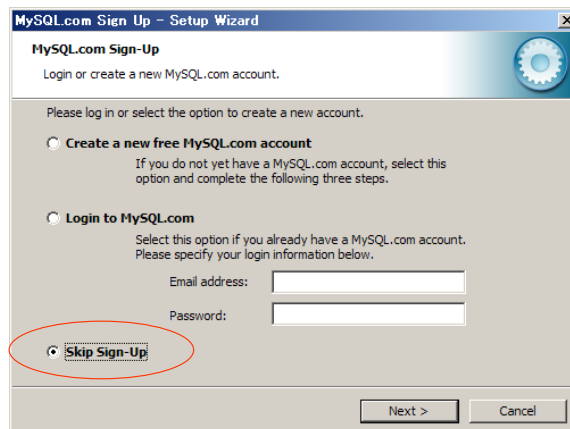 MySQL.com Sign Up - Setup Wizard
MySQL.com Sign-Up
Login or create a new MySQL.com account.
Please log in or select the option to create a new account.
Create a new free MySQL.com account
If you do not yet have a MySQL.com account, select this
option and complete the following three steps.
Login to MySQL.com
Select this option if you already have a MySQL.com account.
Please specify your login information below.
Email address:
Password:
Skip Sign-Up
Next >
Cancel